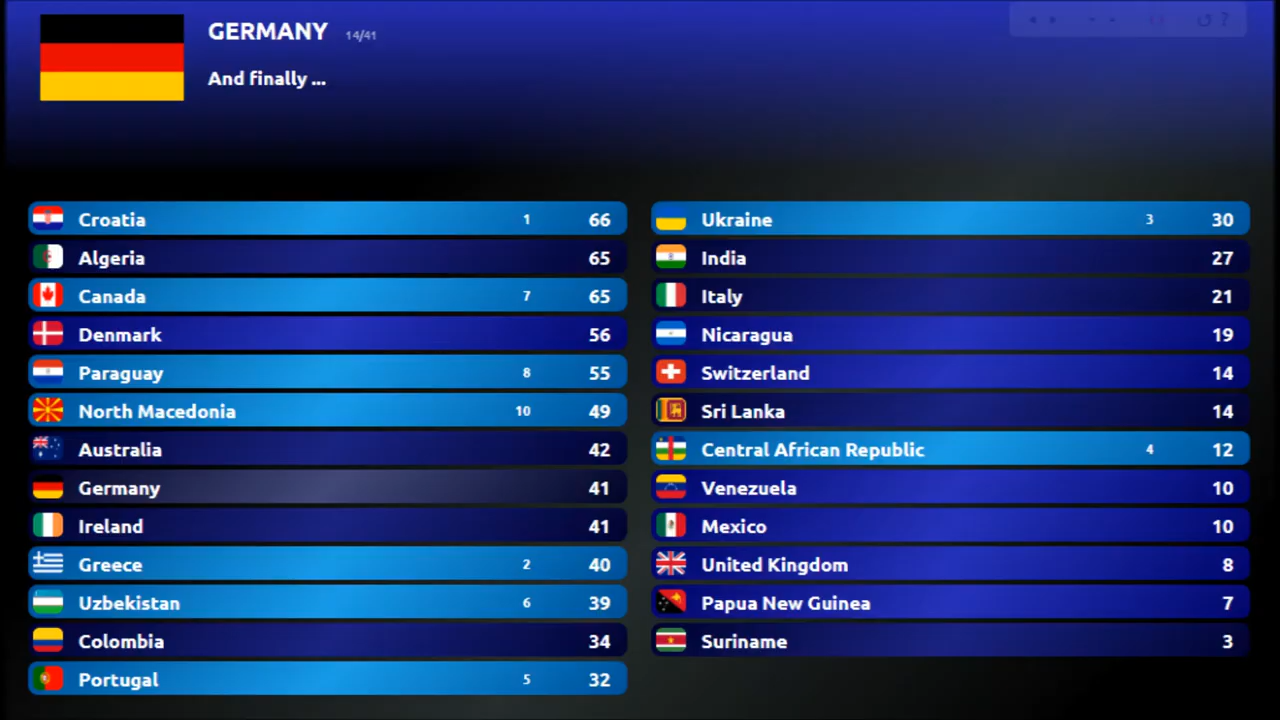 GERMANY 14/41
And finally ...
Croatia 1 66
Algeria 65
Canada 7 65
Denmark 56
Paraguay 8 55
North Macedonia 10 49
Australia 42
Germany 41
Ireland 41
Greece 2 40
Uzbekistan 6 39
Colombia 34
Portugal 5 32
Ukraine 3 30
India 27
Italy 21
Nicaragua 19
Switzerland 14
Sri Lanka 14
Central African Republic 4 12
Venezuela 10
Mexico 10
United Kingdom 8
Papua New Guinea 7
Suriname 3